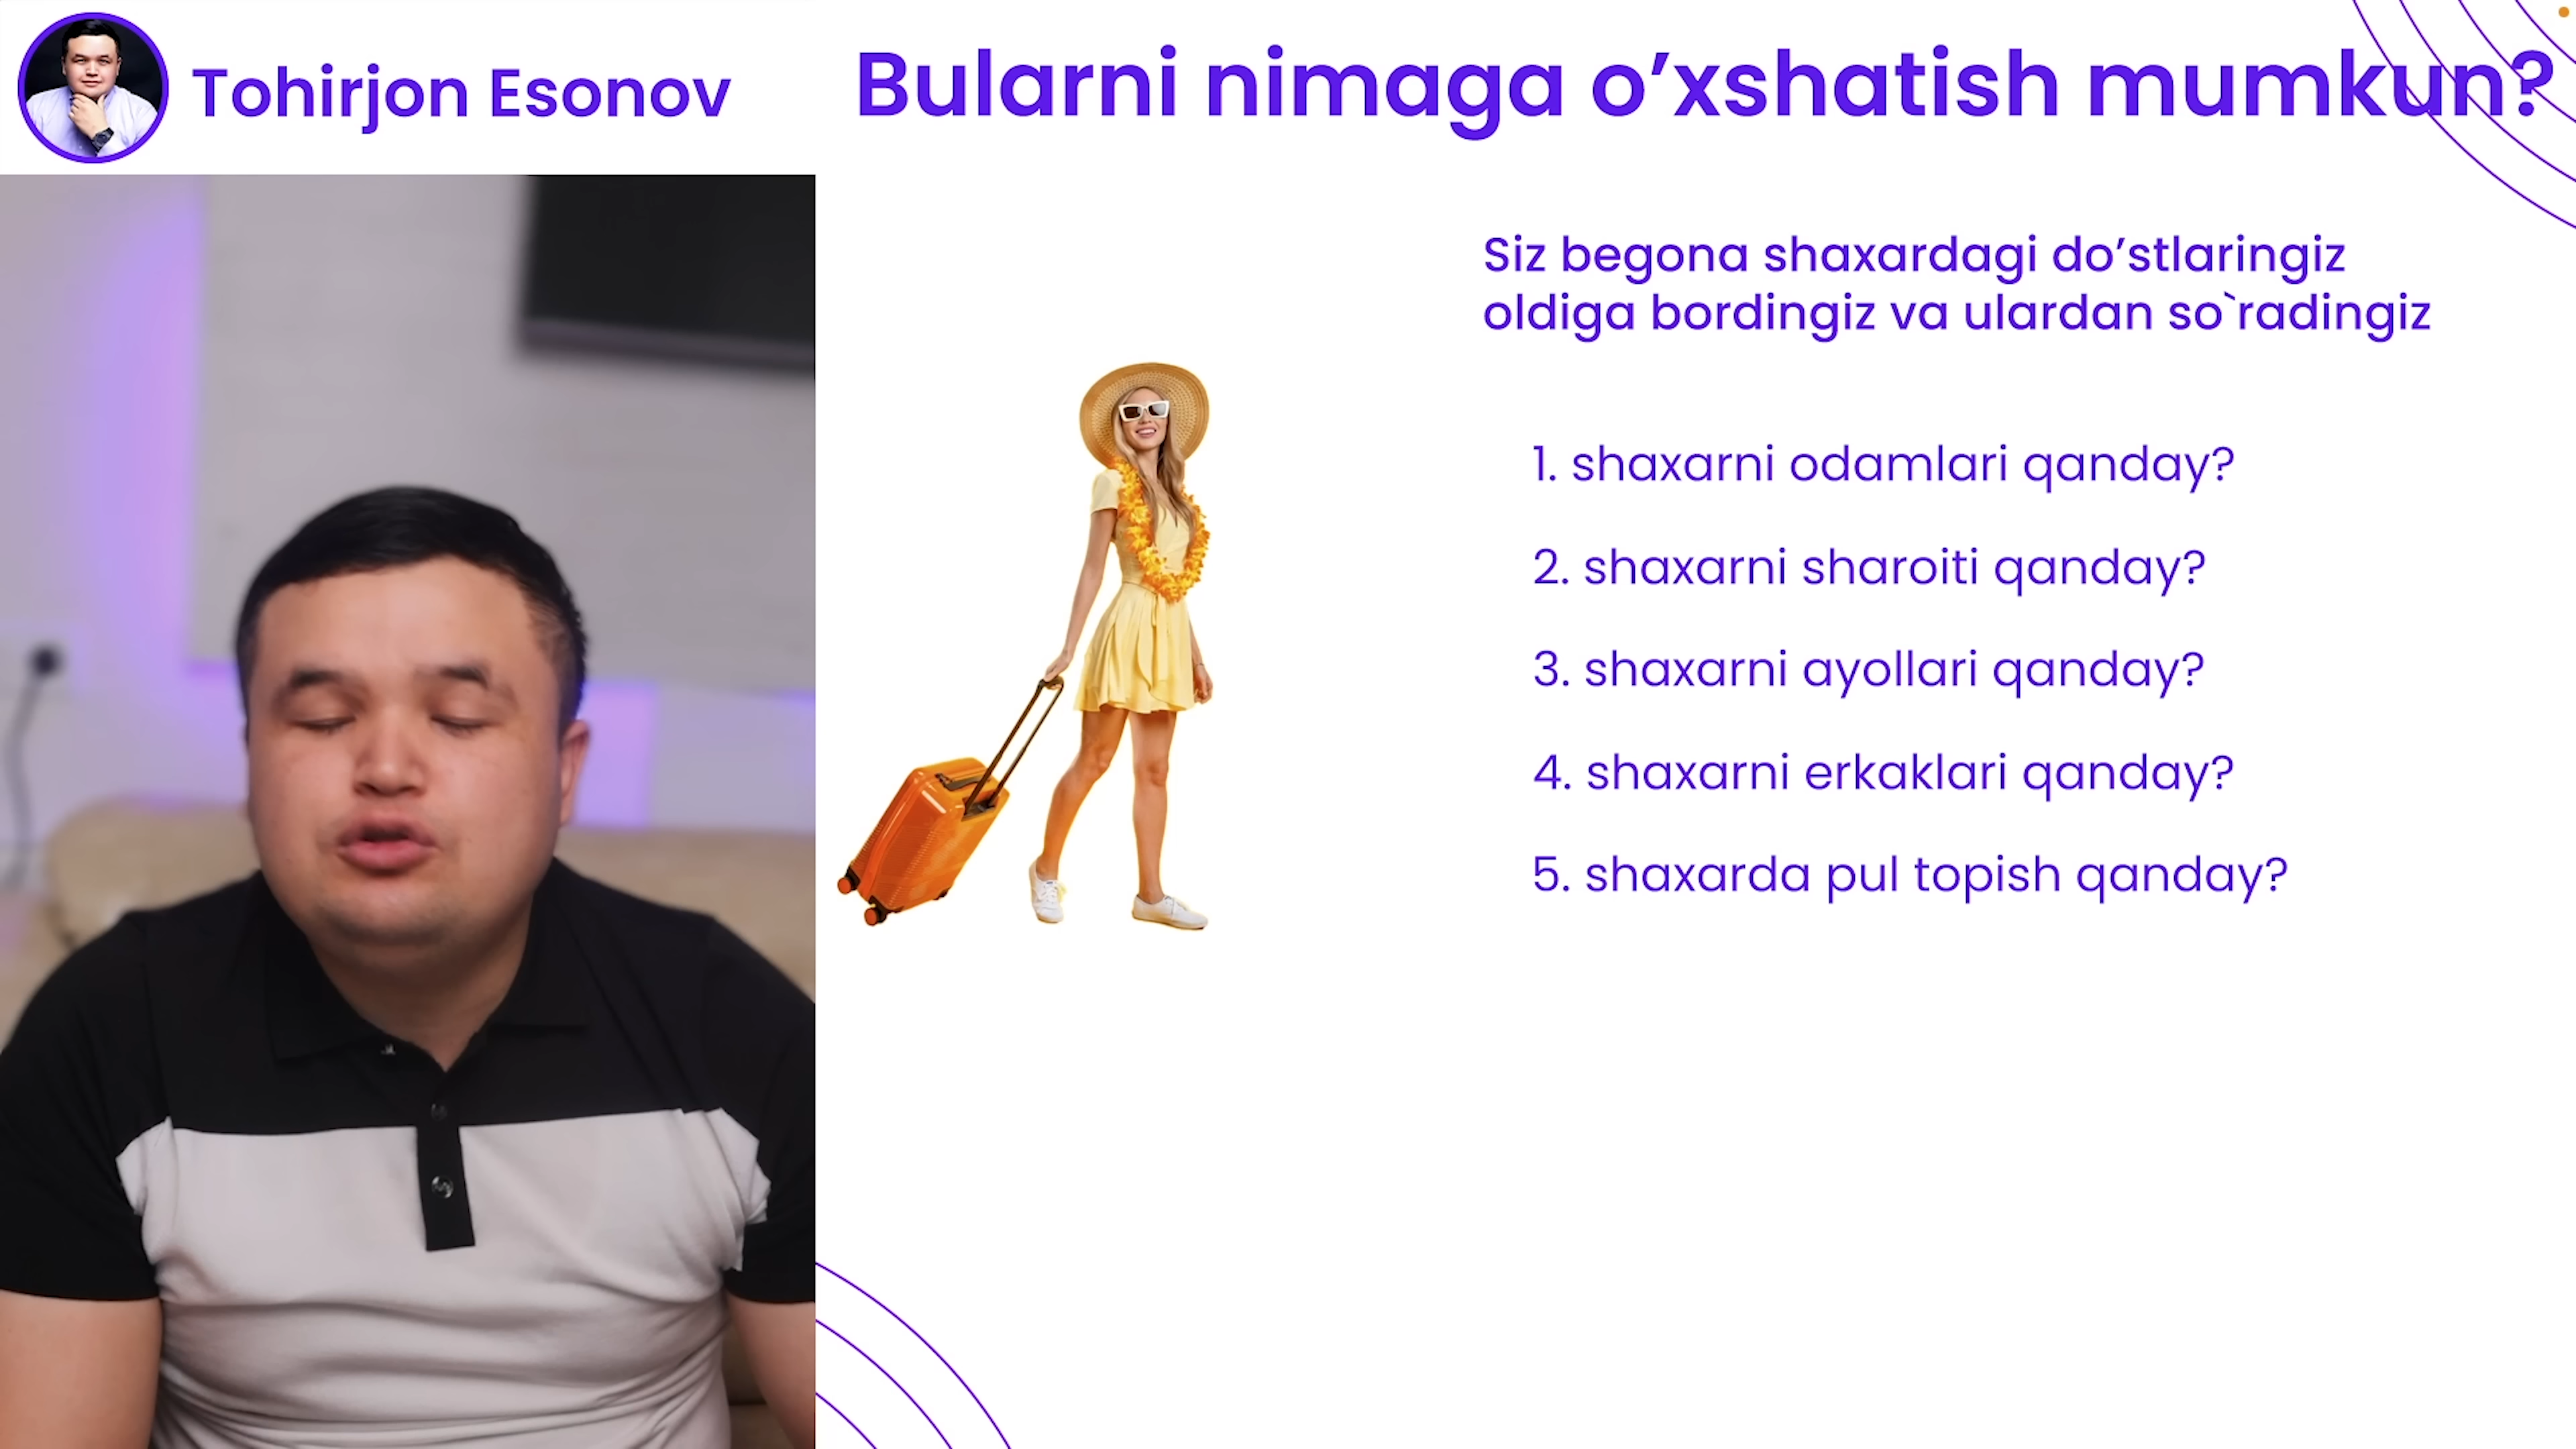 Tohirjon Esonov
Bularni nimaga o’xshatish mumkun?
Siz begona shaxardagi do’stlaringiz
oldiga bordingiz va ulardan so`radingiz
1. shaxarni odamlari qanday?
2. shaxarni sharoiti qanday?
3. shaxarni ayollari qanday?
4. shaxarni erkaklari qanday?
5. shaxarda pul topish qanday?